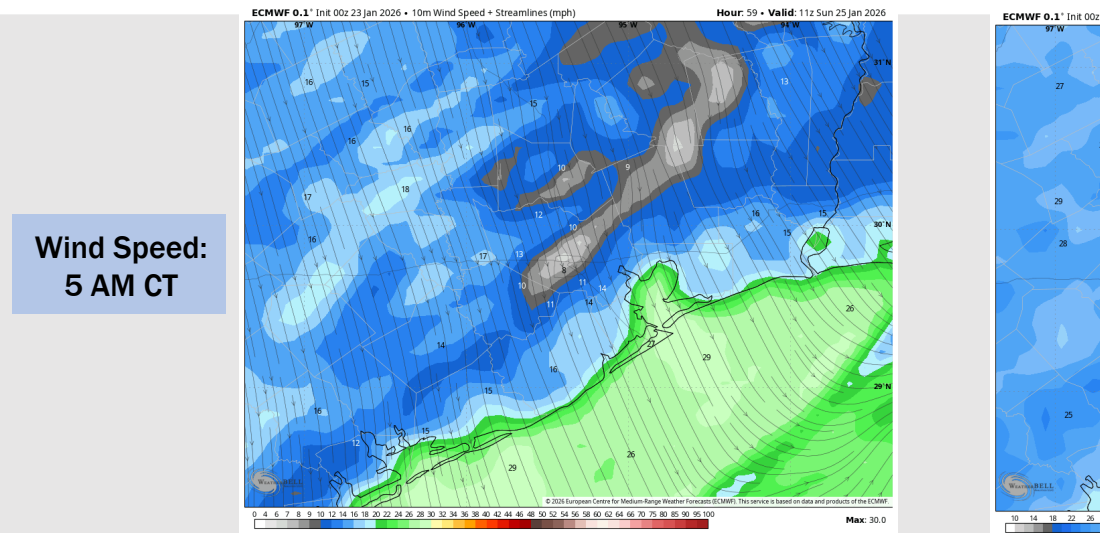 ECMWF 0.1° Init 00z 23 Jan 2026 • 10m Wind Speed + Streamlines (mph)
Hour: 59 • Valid: 11z Sun 25 Jan 2026
ECMWF 0.1° Init 00z
97°W 96°W 95°W 94°W
97°W
31°N
16 15 13
27
15
16 16
10 9
18
17
29
12 16 15
30°N
10 15
16
28
17 13
8
10 11 14
11 14
26
27
14
29
16
29°N
15
16
25
15
12
26
29
WeatherBELL
WeatherBELL
© 2026 European Centre for Medium-Range Weather Forecasts (ECMWF). This service is based on data and products of the ECMWF.
0 4 6 7 8 9 10 12 14 16 18 20 22 24 26 28 30 32 34 36 38 40 42 44 46 48 50 52 54 56 58 60 62 64 66 70 75 80 85 90 95 100
Max: 30.0
10 14 18 22 26
Wind Speed:
5 AM CT